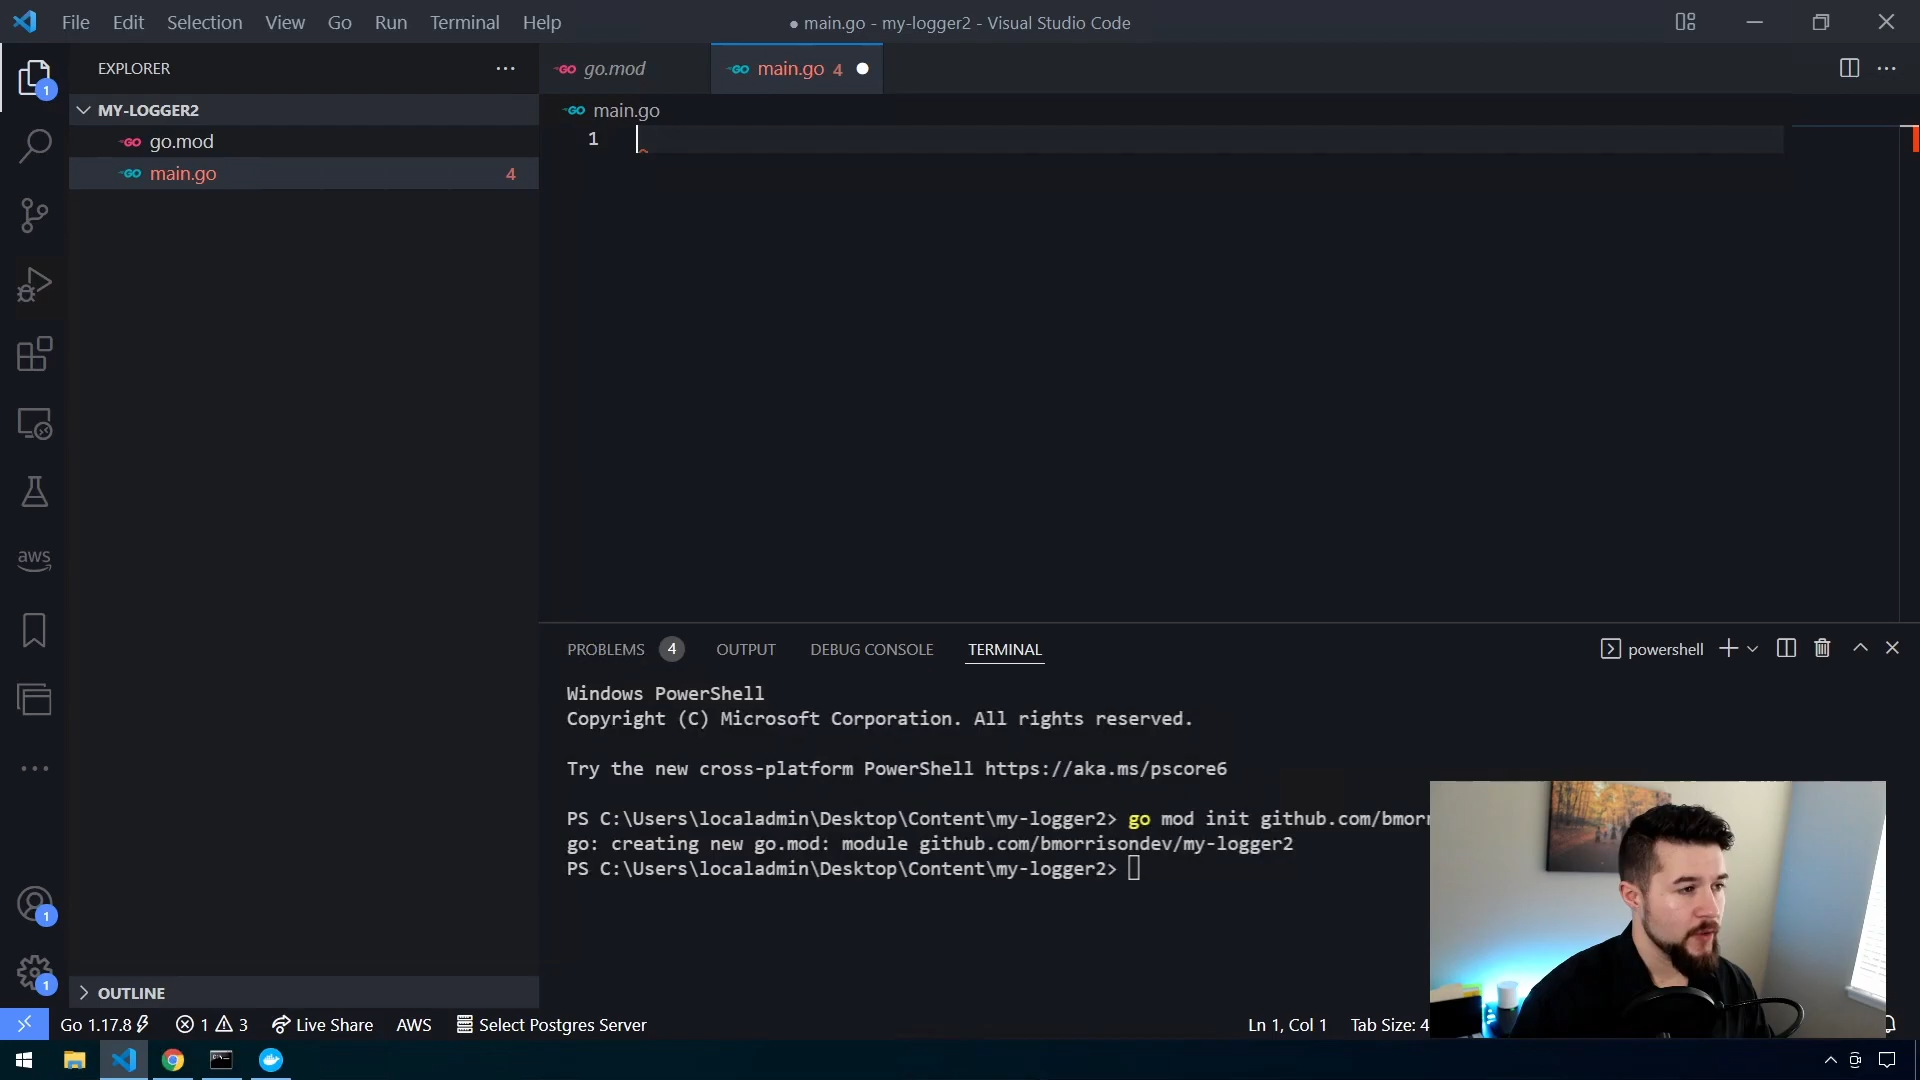 File Edit Selection View Go Run Terminal Help
● main.go - my-logger2 - Visual Studio Code
EXPLORER
MY-LOGGER2
go.mod
main.go 4
go.mod
main.go 4
main.go
1
1
aws
1
1
OUTLINE
PROBLEMS 4 OUTPUT DEBUG CONSOLE TERMINAL
powershell
Windows PowerShell
Copyright (C) Microsoft Corporation. All rights reserved.
Try the new cross-platform PowerShell https://aka.ms/pscore6
PS C:\Users\localadmin\Desktop\Content\my-logger2> go mod init github.com/bmorr
go: creating new go.mod: module github.com/bmorrisondev/my-logger2
PS C:\Users\localadmin\Desktop\Content\my-logger2>
Go 1.17.8 1 3 Live Share AWS Select Postgres Server
Ln 1, Col 1 Tab Size: 4